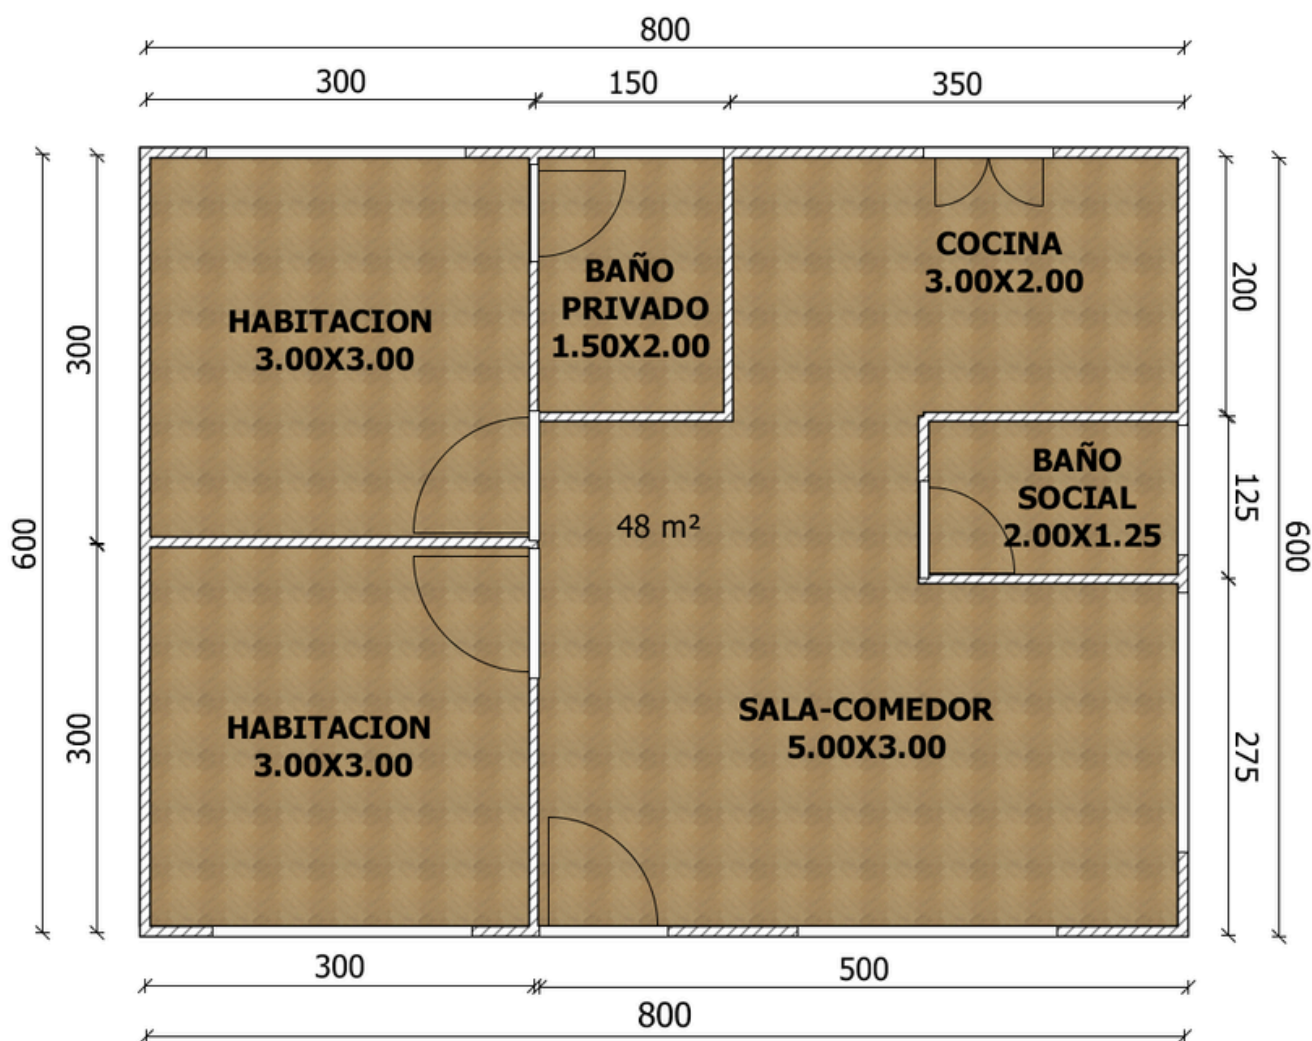 800
300
150
350
HABITACION
3.00X3.00
BAÑO
PRIVADO
1.50X2.00
COCINA
3.00X2.00
BAÑO
SOCIAL
2.00X1.25
48 m²
SALA-COMEDOR
5.00X3.00
HABITACION
3.00X3.00
600
300
300
200
125
275
600
300
500
800